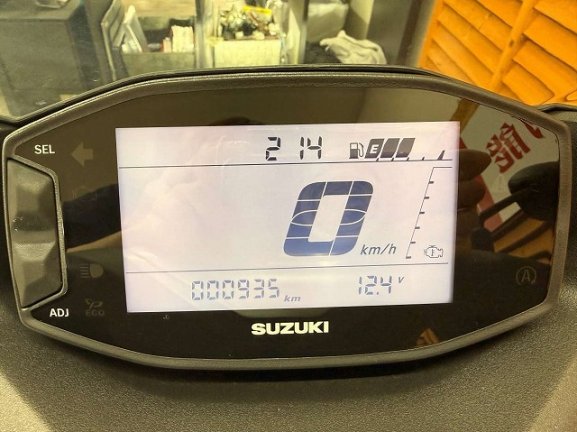 SEL
2 14
E
0 km/h
ADJ
ECO
000935 km
12.4 V
A
SUZUKI